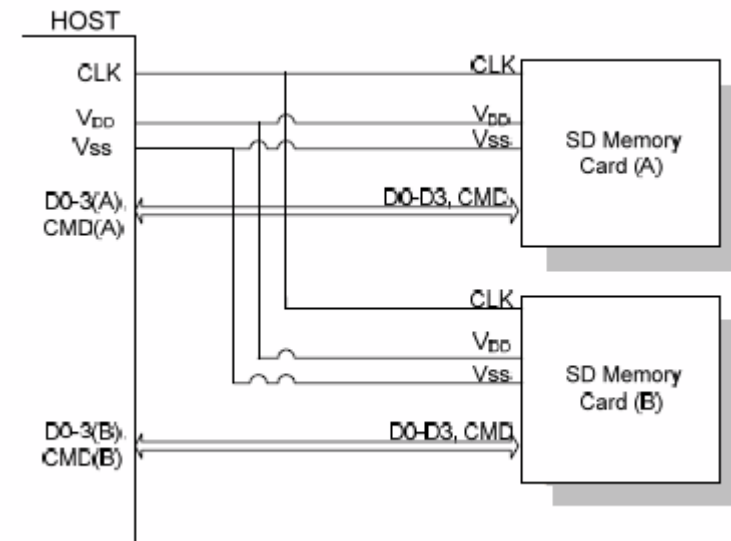 HOST
CLK
VDD
Vss
D0-3(A),
CMD(A)
CLK
VDD
Vss
D0-D3, CMD
SD Memory
Card (A)
CLK
VDD
Vss
D0-D3, CMD
SD Memory
Card (B)
D0-3(B),
CMD(B)